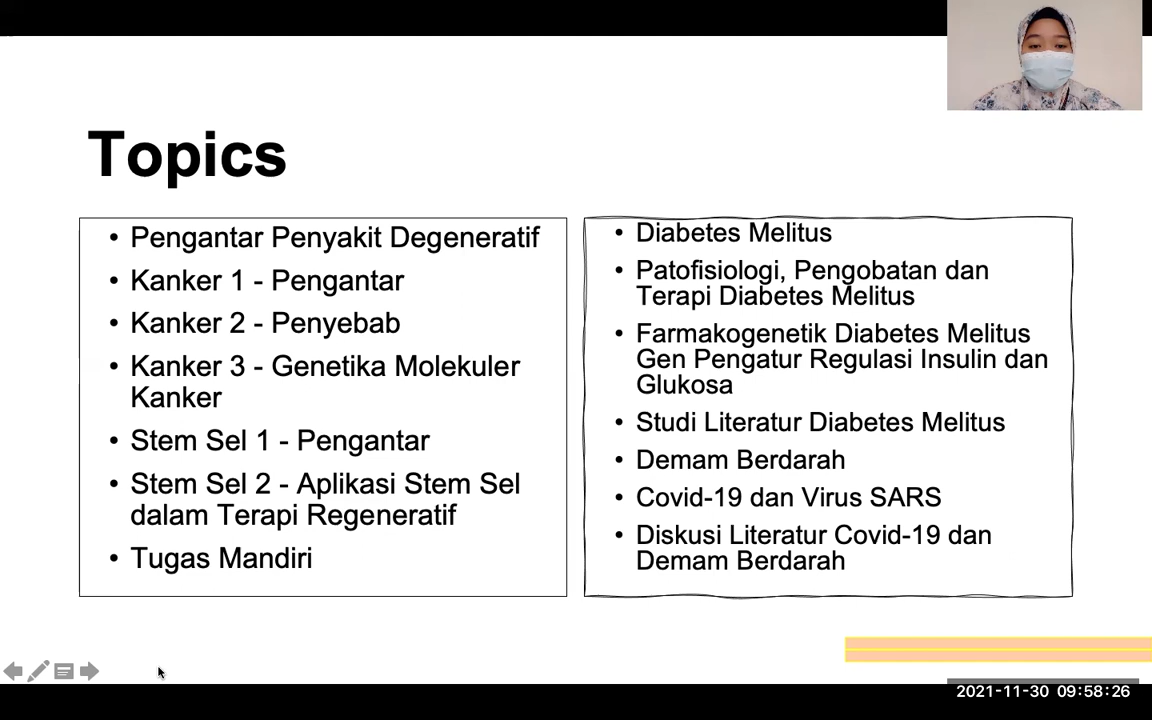 Topics
• Pengantar Penyakit Degeneratif
• Kanker 1 - Pengantar
• Kanker 2 - Penyebab
• Kanker 3 - Genetika Molekuler
Kanker
• Stem Sel 1 - Pengantar
• Stem Sel 2 - Aplikasi Stem Sel
dalam Terapi Regeneratif
• Tugas Mandiri
• Diabetes Melitus
• Patofisiologi, Pengobatan dan
Terapi Diabetes Melitus
• Farmakogenetik Diabetes Melitus
Gen Pengatur Regulasi Insulin dan
Glukosa
• Studi Literatur Diabetes Melitus
• Demam Berdarah
• Covid-19 dan Virus SARS
• Diskusi Literatur Covid-19 dan
Demam Berdarah
2021-11-30 09:58:26